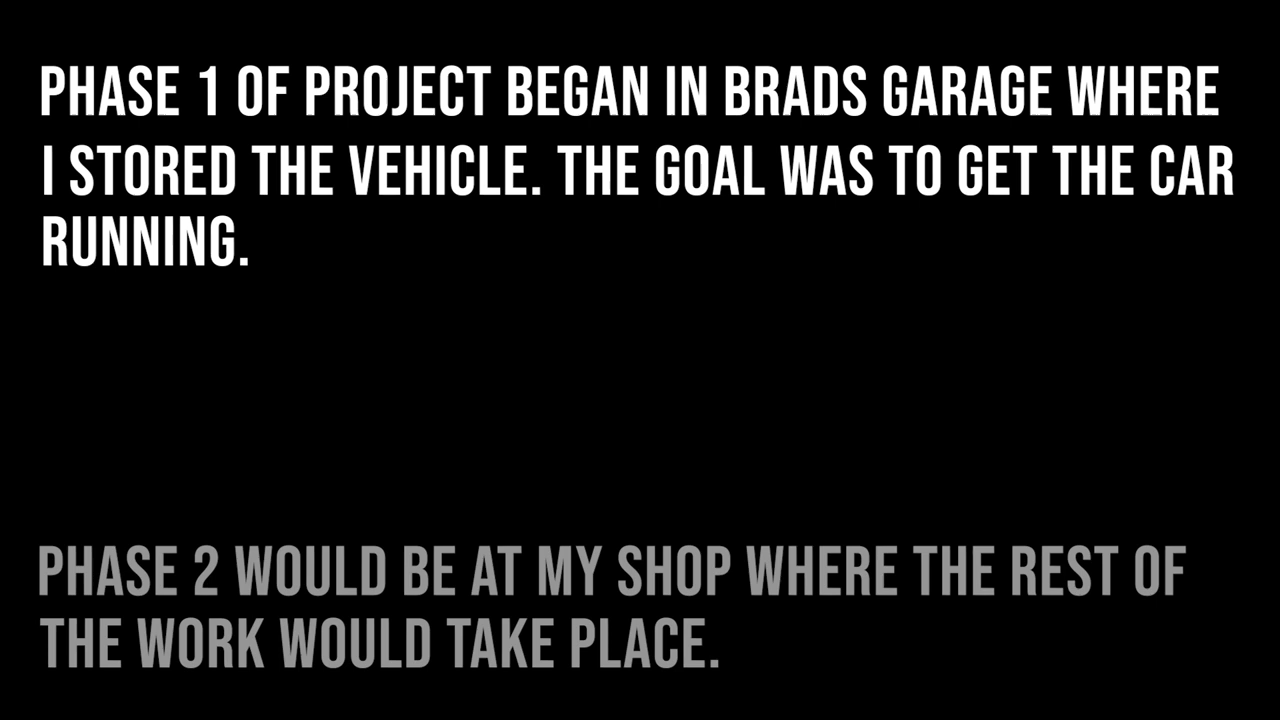 PHASE 1 OF PROJECT BEGAN IN BRADS GARAGE WHERE
I STORED THE VEHICLE. THE GOAL WAS TO GET THE CAR
RUNNING.
PHASE 2 WOULD BE AT MY SHOP WHERE THE REST OF
THE WORK WOULD TAKE PLACE.